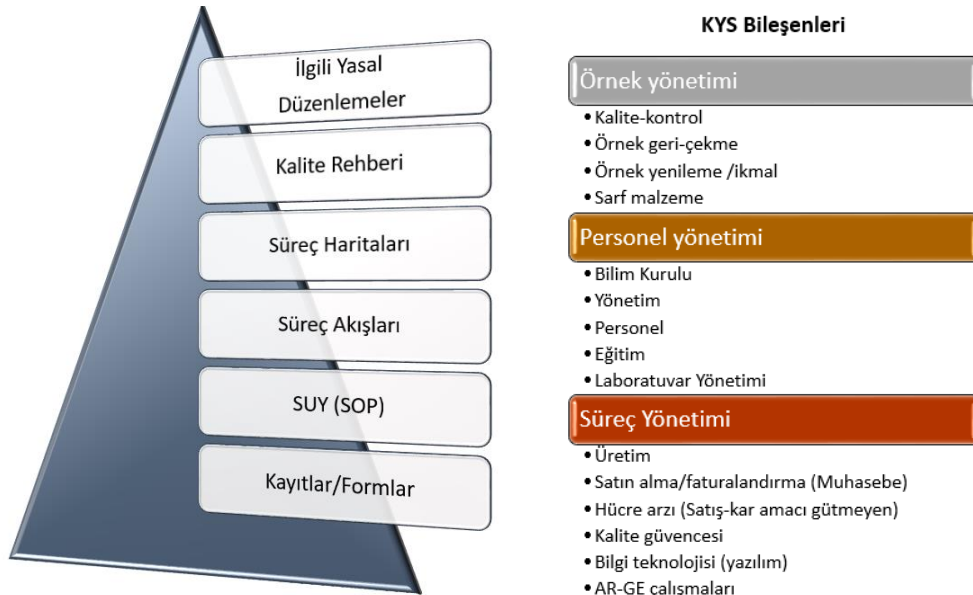 İlgili Yasal
Düzenlemeler
Kalite Rehberi
Süreç Haritaları
Süreç Akışları
SUY (SOP)
Kayıtlar/Formlar
KYS Bileşenleri
Örnek yönetimi
• Kalite-kontrol
• Örnek geri-çekme
• Örnek yenileme /ikmal
• Sarf malzeme
Personel yönetimi
• Bilim Kurulu
• Yönetim
• Personel
• Eğitim
• Laboratuvar Yönetimi
Süreç Yönetimi
• Üretim
• Satın alma/faturalandırma (Muhasebe)
• Hücre arzı (Satış-kar amacı gütmeyen)
• Kalite güvencesi
• Bilgi teknolojisi (yazılım)
• AR-GE çalışmaları